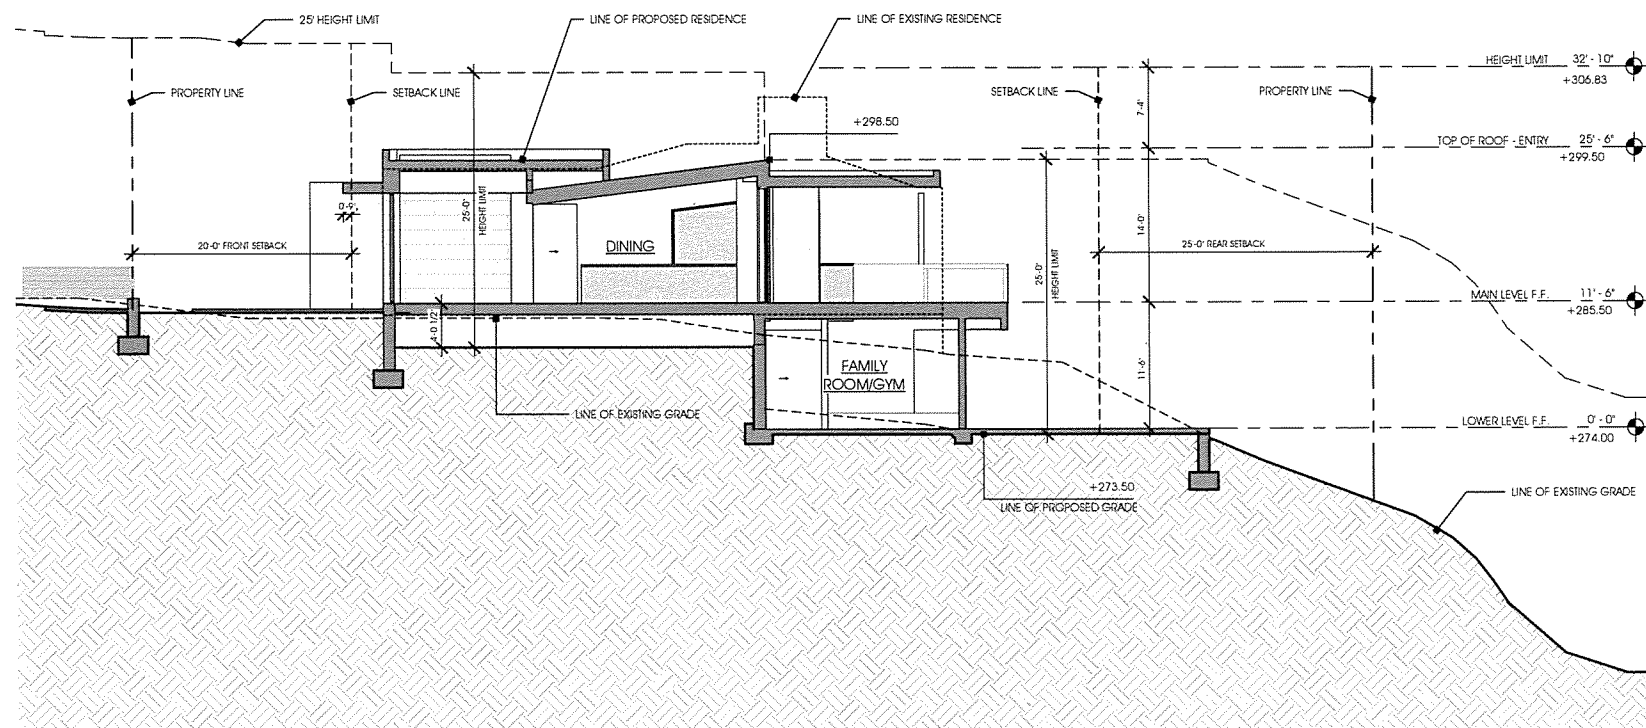 25' HEIGHT LIMIT
LINE OF PROPOSED RESIDENCE
LINE OF EXISTING RESIDENCE
HEIGHT LIMIT 32' - 10"
+306.83
PROPERTY LINE
SETBACK LINE
SETBACK LINE
PROPERTY LINE
7'-4"
+298.50
TOP OF ROOF - ENTRY 25' - 6"
+299.50
0'-9"
25'-0"
HEIGHT LIMIT
14'-0"
20'-0" FRONT SETBACK
DINING
25'-0" REAR SETBACK
25'-0"
HEIGHT LIMIT
MAIN LEVEL F.F. 11' - 6"
+285.50
4'-0 1/2"
FAMILY
ROOM/GYM
11'-6"
LINE OF EXISTING GRADE
LOWER LEVEL F.F. 0' - 0"
+274.00
+273.50
LINE OF PROPOSED GRADE
LINE OF EXISTING GRADE